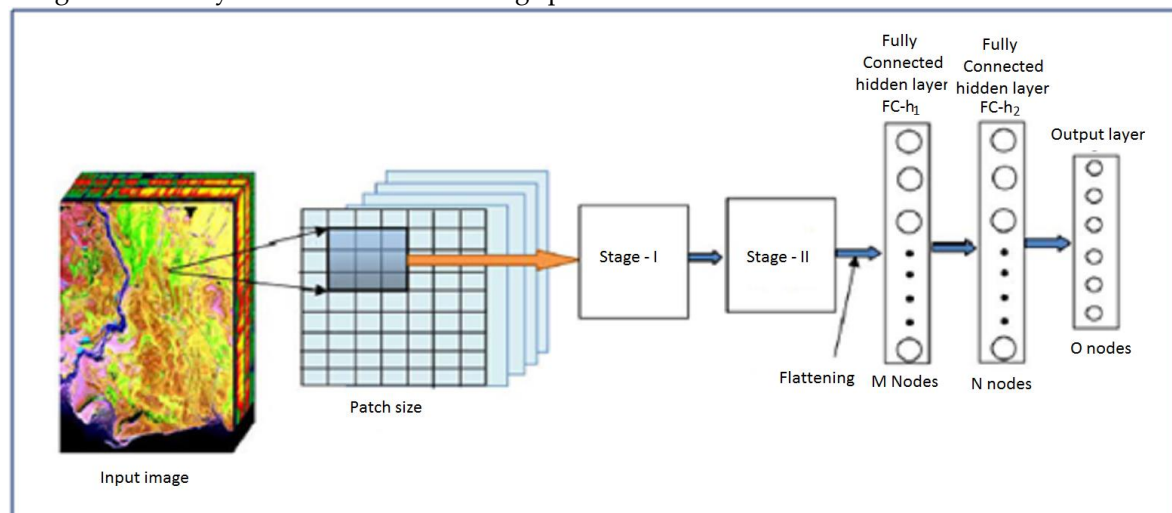 Fully
Connected
hidden layer
FC-h1
Fully
Connected
hidden layer
FC-h2
Output layer
Stage - I
Stage - II
Flattening
M Nodes
N nodes
O nodes
Patch size
Input image